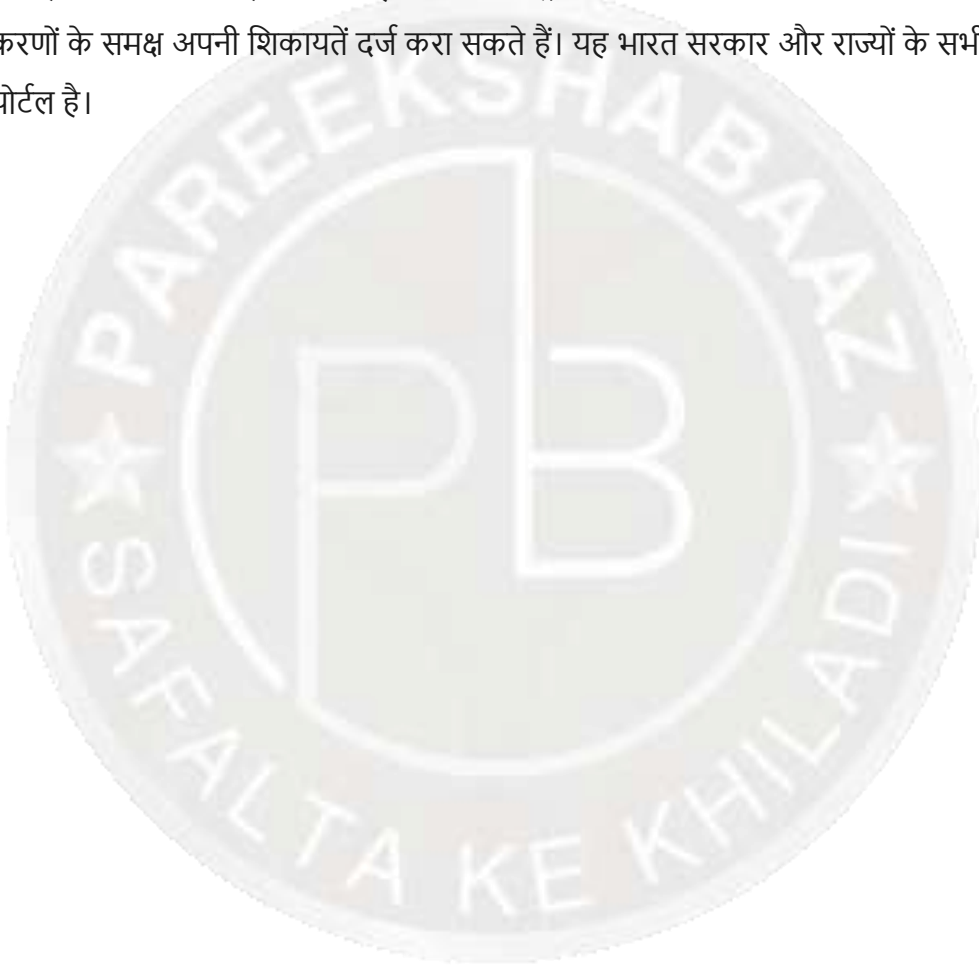 करणों के समक्ष अपनी शिकायतें दर्ज करा सकते हैं। यह भारत सरकार और राज्यों के सभी
पोर्टल है।
PAREEKSHABAAZ
PB
SAFALTA KE KHILADI